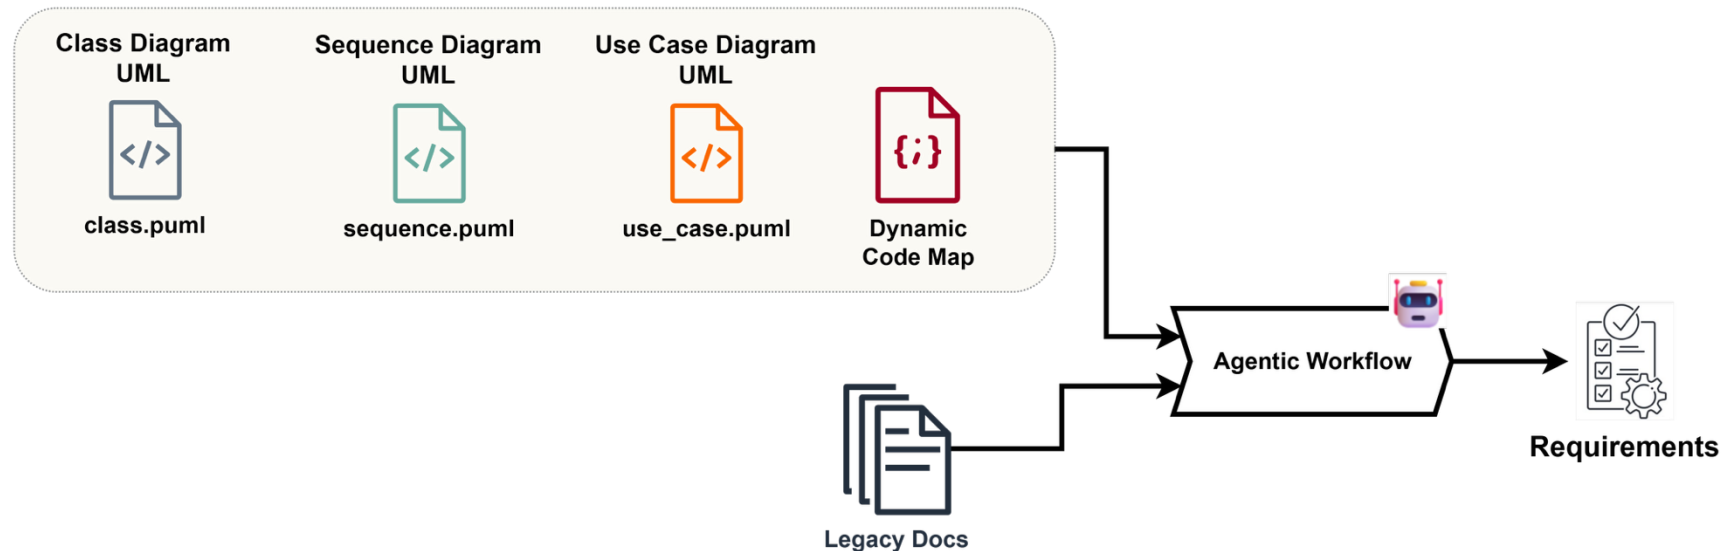 Class Diagram
UML
</>
class.puml
Sequence Diagram
UML
</>
sequence.puml
Use Case Diagram
UML
</>
use_case.puml
{;}
Dynamic
Code Map
Agentic Workflow
Requirements
Legacy Docs